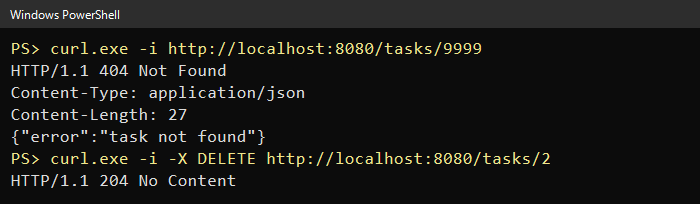 Windows PowerShell
PS> curl.exe -i http://localhost:8080/tasks/9999
HTTP/1.1 404 Not Found
Content-Type: application/json
Content-Length: 27
{"error":"task not found"}
PS> curl.exe -i -X DELETE http://localhost:8080/tasks/2
HTTP/1.1 204 No Content